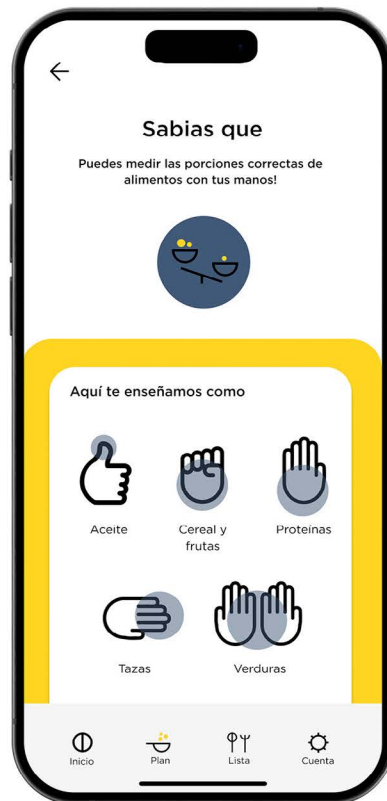 Sabias que
Puedes medir las porciones correctas de
alimentos con tus manos!
Aquí te enseñamos como
Aceite
Cereal y
frutas
Proteínas
Tazas
Verduras
Inicio
Plan
Lista
Cuenta